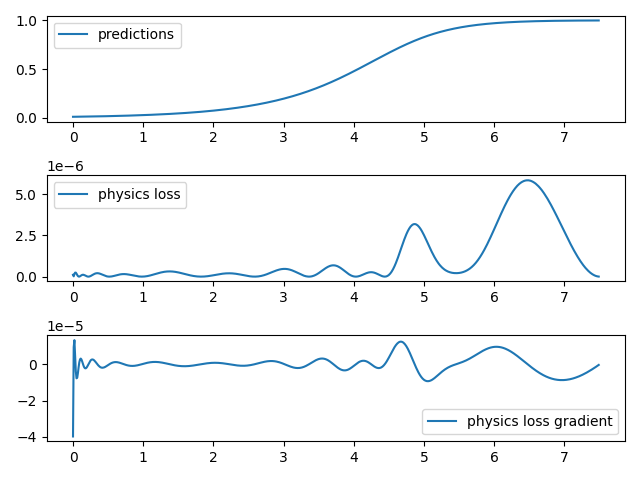 1.0
predictions
0.5
0.0
0 1 2 3 4 5 6 7
1e−6
physics loss
5.0
2.5
0.0
0 1 2 3 4 5 6 7
1e−5
0
−2
physics loss gradient
−4
0 1 2 3 4 5 6 7